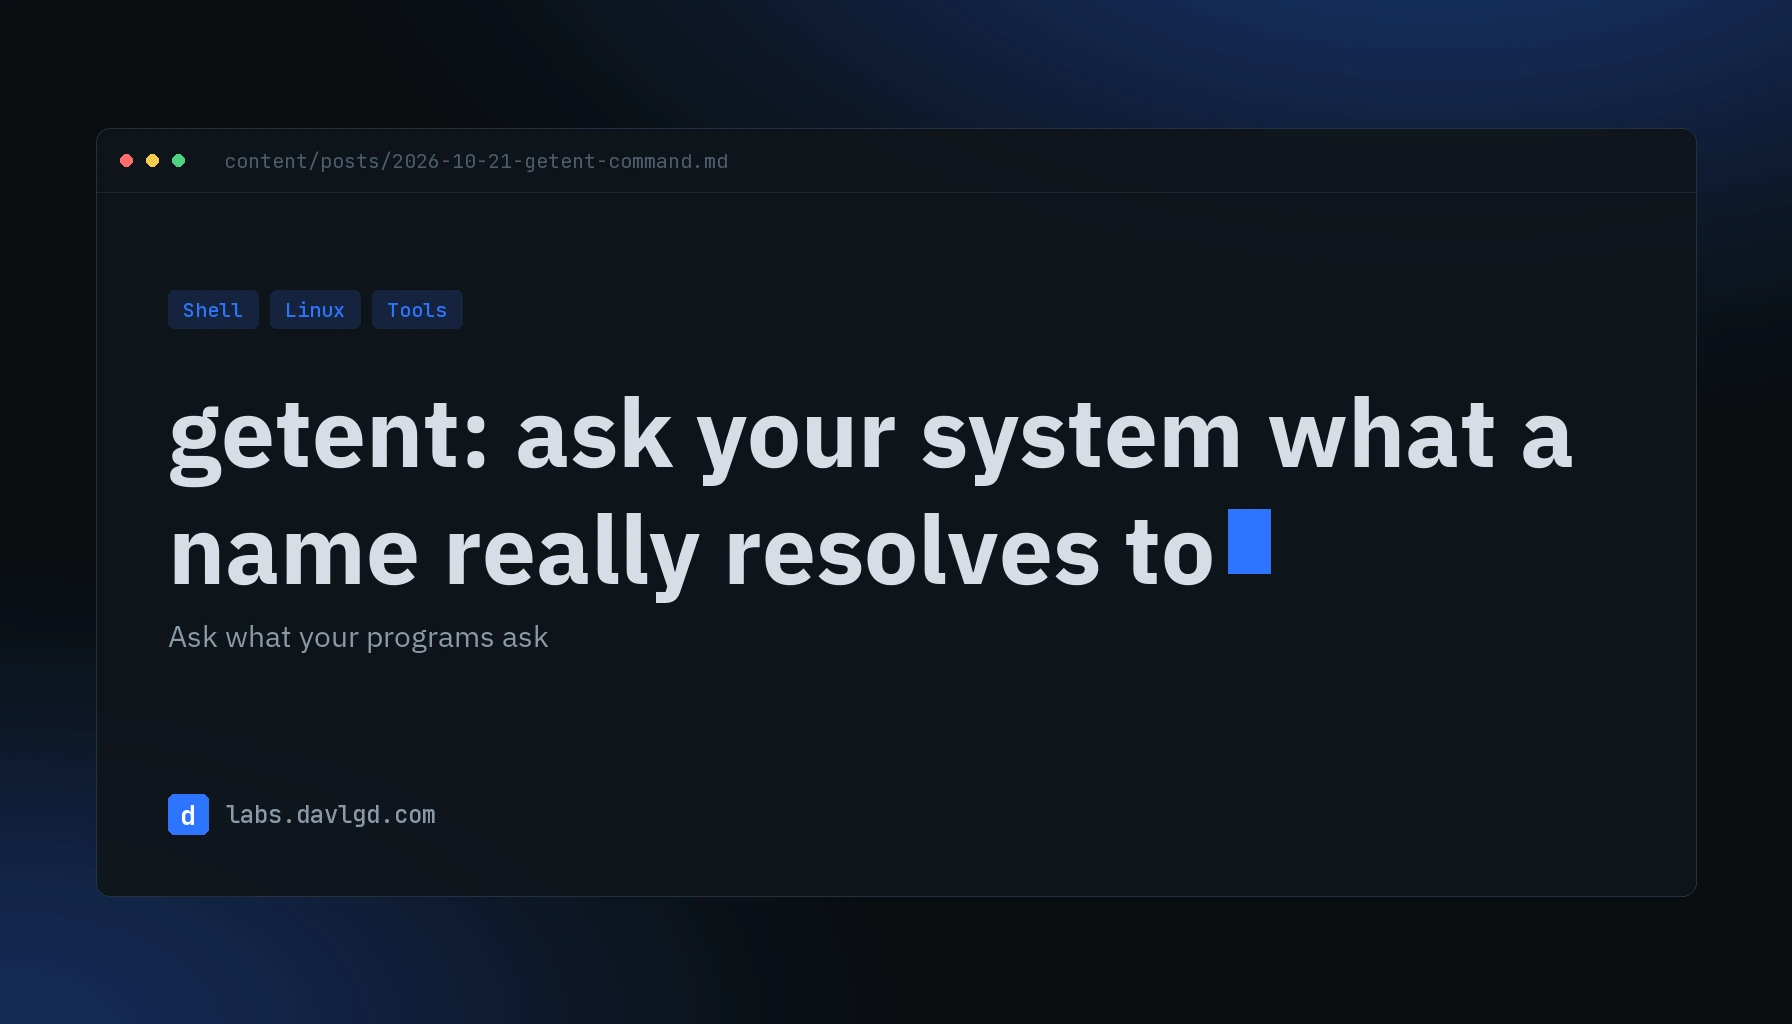 content/posts/2026-10-21-getent-command.md
Shell Linux Tools
getent: ask your system what a
name really resolves to
Ask what your programs ask
d labs.davlgd.com